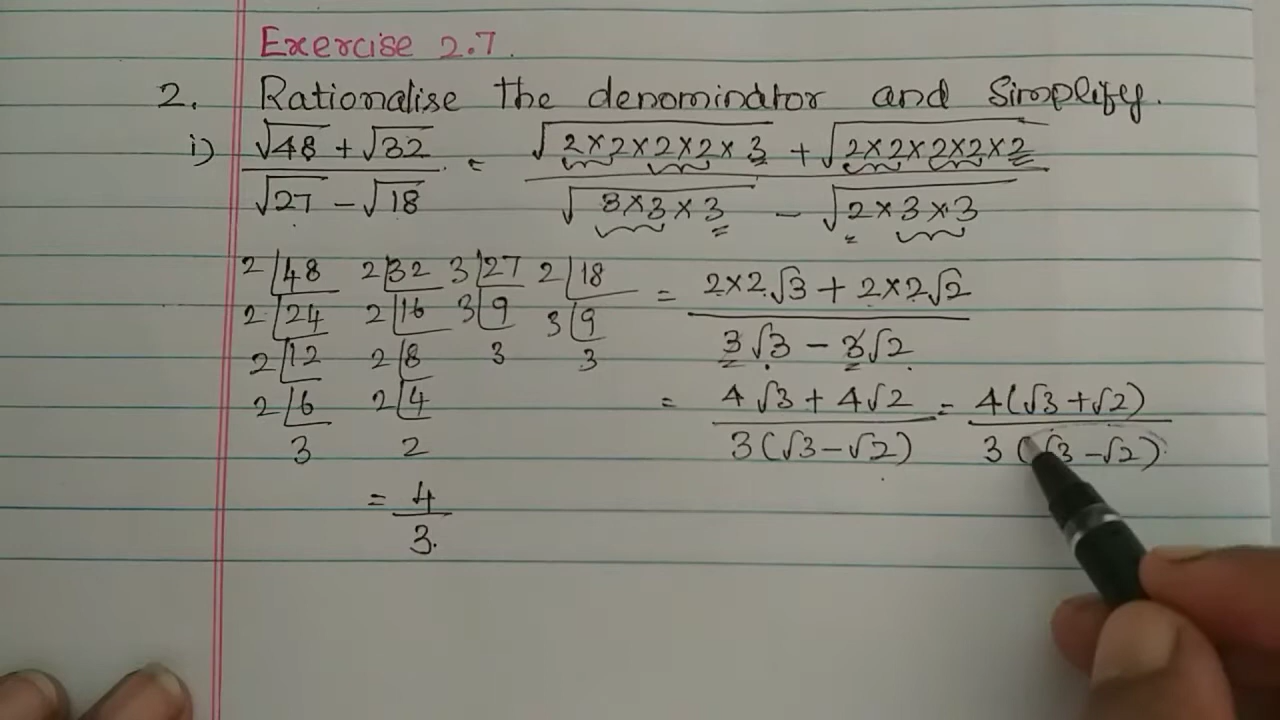 Exercise 2.7.
2. Rationalise the denominator and Simplify.
i) √48 + √32 / √27 − √18 = √2×2×2×2×3 + √2×2×2×2×2 / √3×3×3 − √2×3×3
2|48 2|32 3|27 2|18 = 2×2√3 + 2×2√2 / 3√3 − 3√2
2|24 2|16 3|9 3|9
2|12 2|8 3 3
2|6 2|4 = 4√3 + 4√2 / 3(√3−√2) = 4(√3+√2) / 3(√3−√2)
3 2
= 4/3.